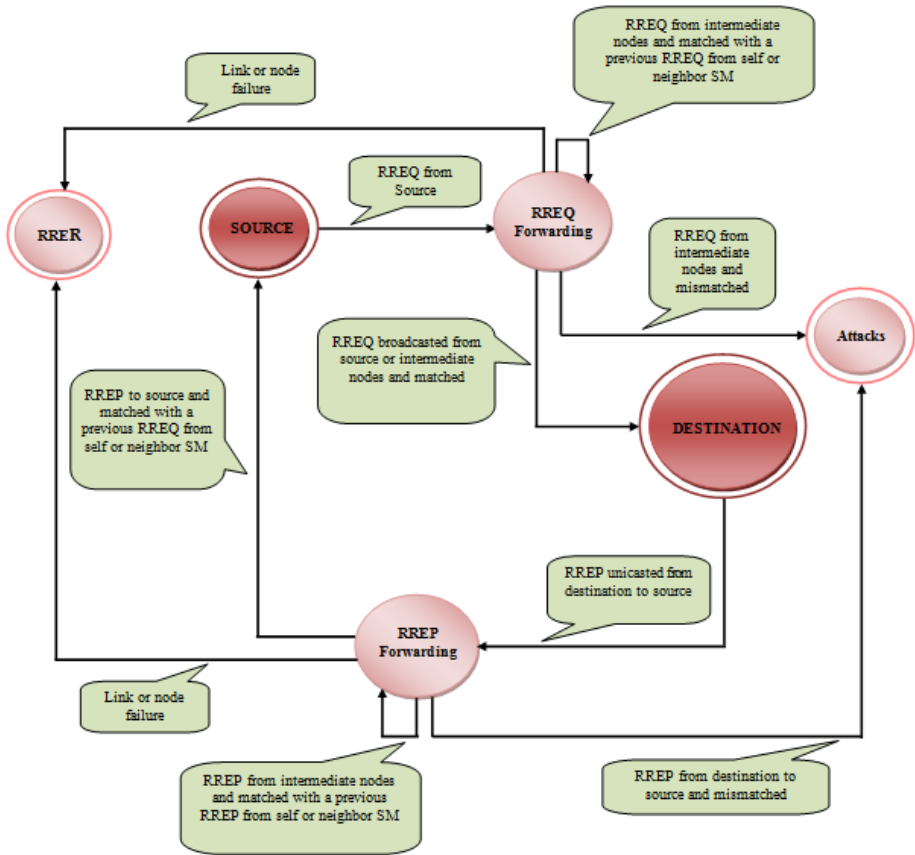 RREQ from intermediate
nodes and matched with a
previous RREQ from self or
neighbor SM
Link or node
failure
RREQ from
Source
RRER
SOURCE
RREQ
Forwarding
RREQ from
intermediate
nodes and
mismatched
Attacks
RREQ broadcasted from
source or intermediate
nodes and matched
RREP to source and
matched with a
previous RREQ from
self or neighbor SM
DESTINATION
RREP unicasted from
destination to source
RREP
Forwarding
Link or node
failure
RREP from intermediate nodes
and matched with a previous
RREP from self or neighbor SM
RREP from destination to
source and mismatched